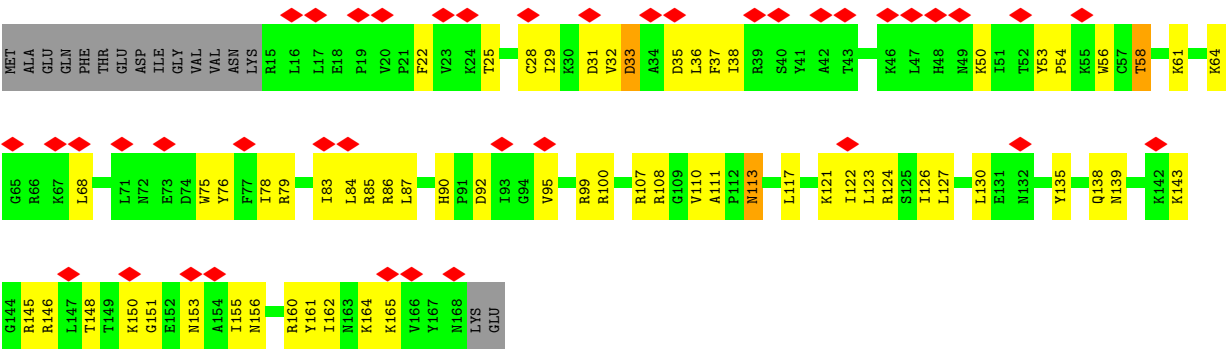 MET ALA GLU GLN PHE THR GLU ASP ILE GLY VAL VAL ASN LYS R15 L16 L17 E18 P19 V20 P21 F22 V23 K24 T25 C28 I29 K30 D31 V32 D33 A34 D35 L36 F37 I38 R39 S40 Y41 A42 T43 K46 L47 H48 N49 K50 I51 T52 Y53 P54 K55 W56 C57 T58 K61 K64
G65 R66 K67 L68 L71 N72 E73 D74 W75 Y76 F77 I78 R79 I83 L84 R85 R86 L87 H90 P91 D92 I93 G94 V95 R99 R100 R107 R108 G109 V110 A111 P112 N113 L117 K121 I122 L123 R124 S125 I126 L127 L130 E131 N132 Y135 Q138 N139 K142 K143
G144 R145 R146 L147 T148 T149 K150 G151 E152 N153 A154 I155 N156 R160 Y161 I162 N163 K164 K165 V166 Y167 N168 LYS GLU